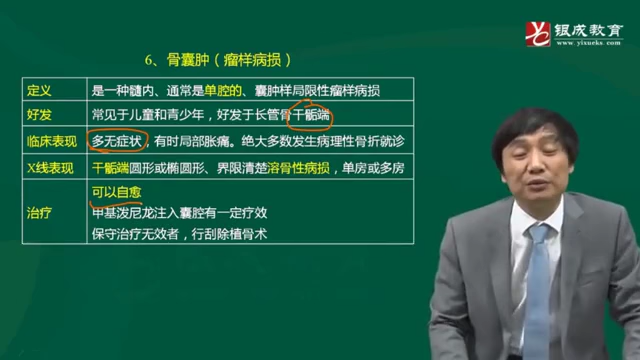 银成教育
www.yixueks.com
6、骨囊肿（瘤样病损）
定义 是一种髓内、通常是单腔的、囊肿样局限性瘤样病损
好发 常见于儿童和青少年，好发于长管骨干骺端
临床表现 多无症状，有时局部胀痛。绝大多数发生病理性骨折就诊
X线表现 干骺端圆形或椭圆形、界限清楚溶骨性病损，单房或多房
治疗 可以自愈
甲基泼尼龙注入囊腔有一定疗效
保守治疗无效者，行刮除植骨术